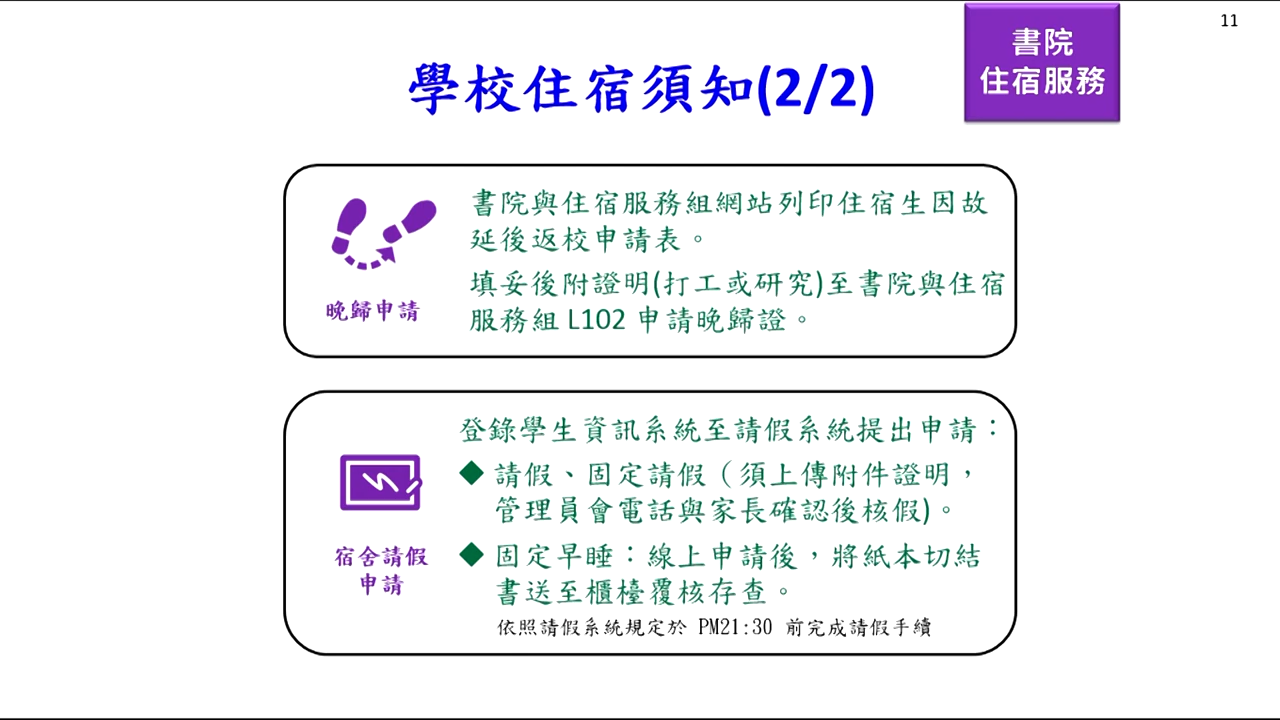 11
書院
住宿服務
學校住宿須知(2/2)
書院與住宿服務組網站列印住宿生因故
延後返校申請表。
填妥後附證明(打工或研究)至書院與住宿
服務組 L102 申請晚歸證。
晚歸申請
登錄學生資訊系統至請假系統提出申請：
◆ 請假、固定請假（須上傳附件證明，
管理員會電話與家長確認後核假)。
◆ 固定早睡：線上申請後，將紙本切結
書送至櫃檯覆核存查。
依照請假系統規定於 PM21:30 前完成請假手續
宿舍請假
申請